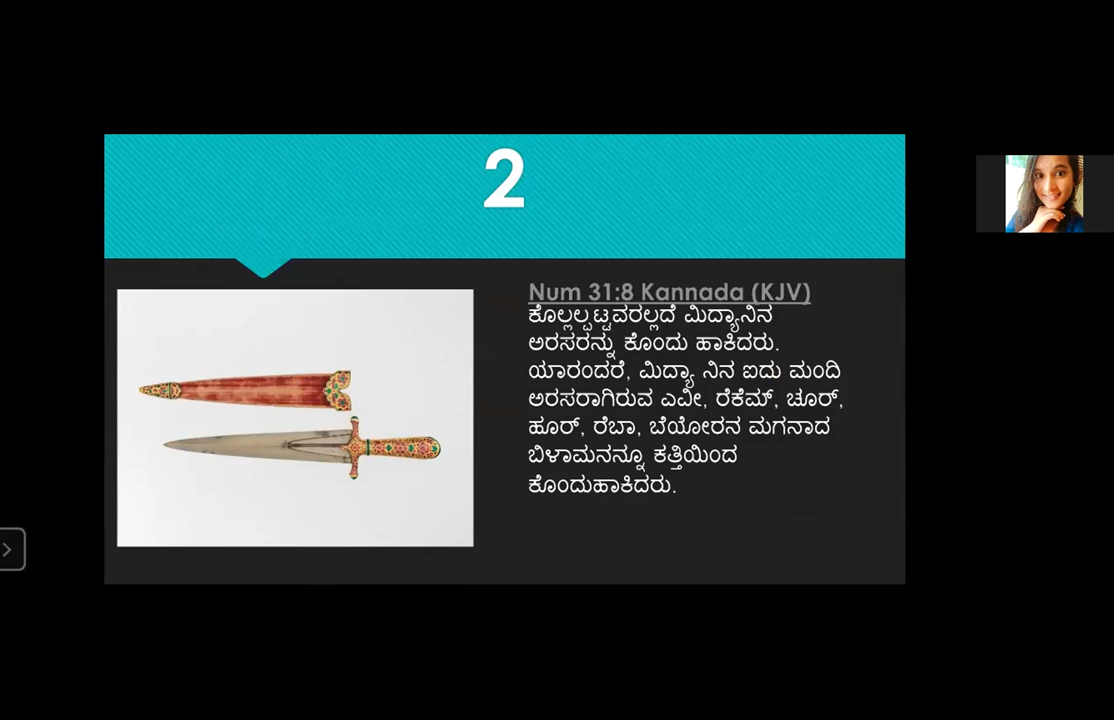 2
Num 31:8 Kannada (KJV)
ಕೊಲ್ಲಲ್ಪಟ್ಟವರಲ್ಲದೆ ಮಿದ್ಯಾನಿನ
ಅರಸರನ್ನು ಕೊಂದು ಹಾಕಿದರು.
ಯಾರಂದರೆ, ಮಿದ್ಯಾ ನಿನ ಐದು ಮಂದಿ
ಅರಸರಾಗಿರುವ ಎವೀ, ರೆಕೆಮ್, ಚೂರ್,
ಹೂರ್, ರೆಬಾ, ಬೆಯೋರನ ಮಗನಾದ
ಬಿಳಾಮನನ್ನೂ ಕತ್ತಿಯಿಂದ
ಕೊಂದುಹಾಕಿದರು.